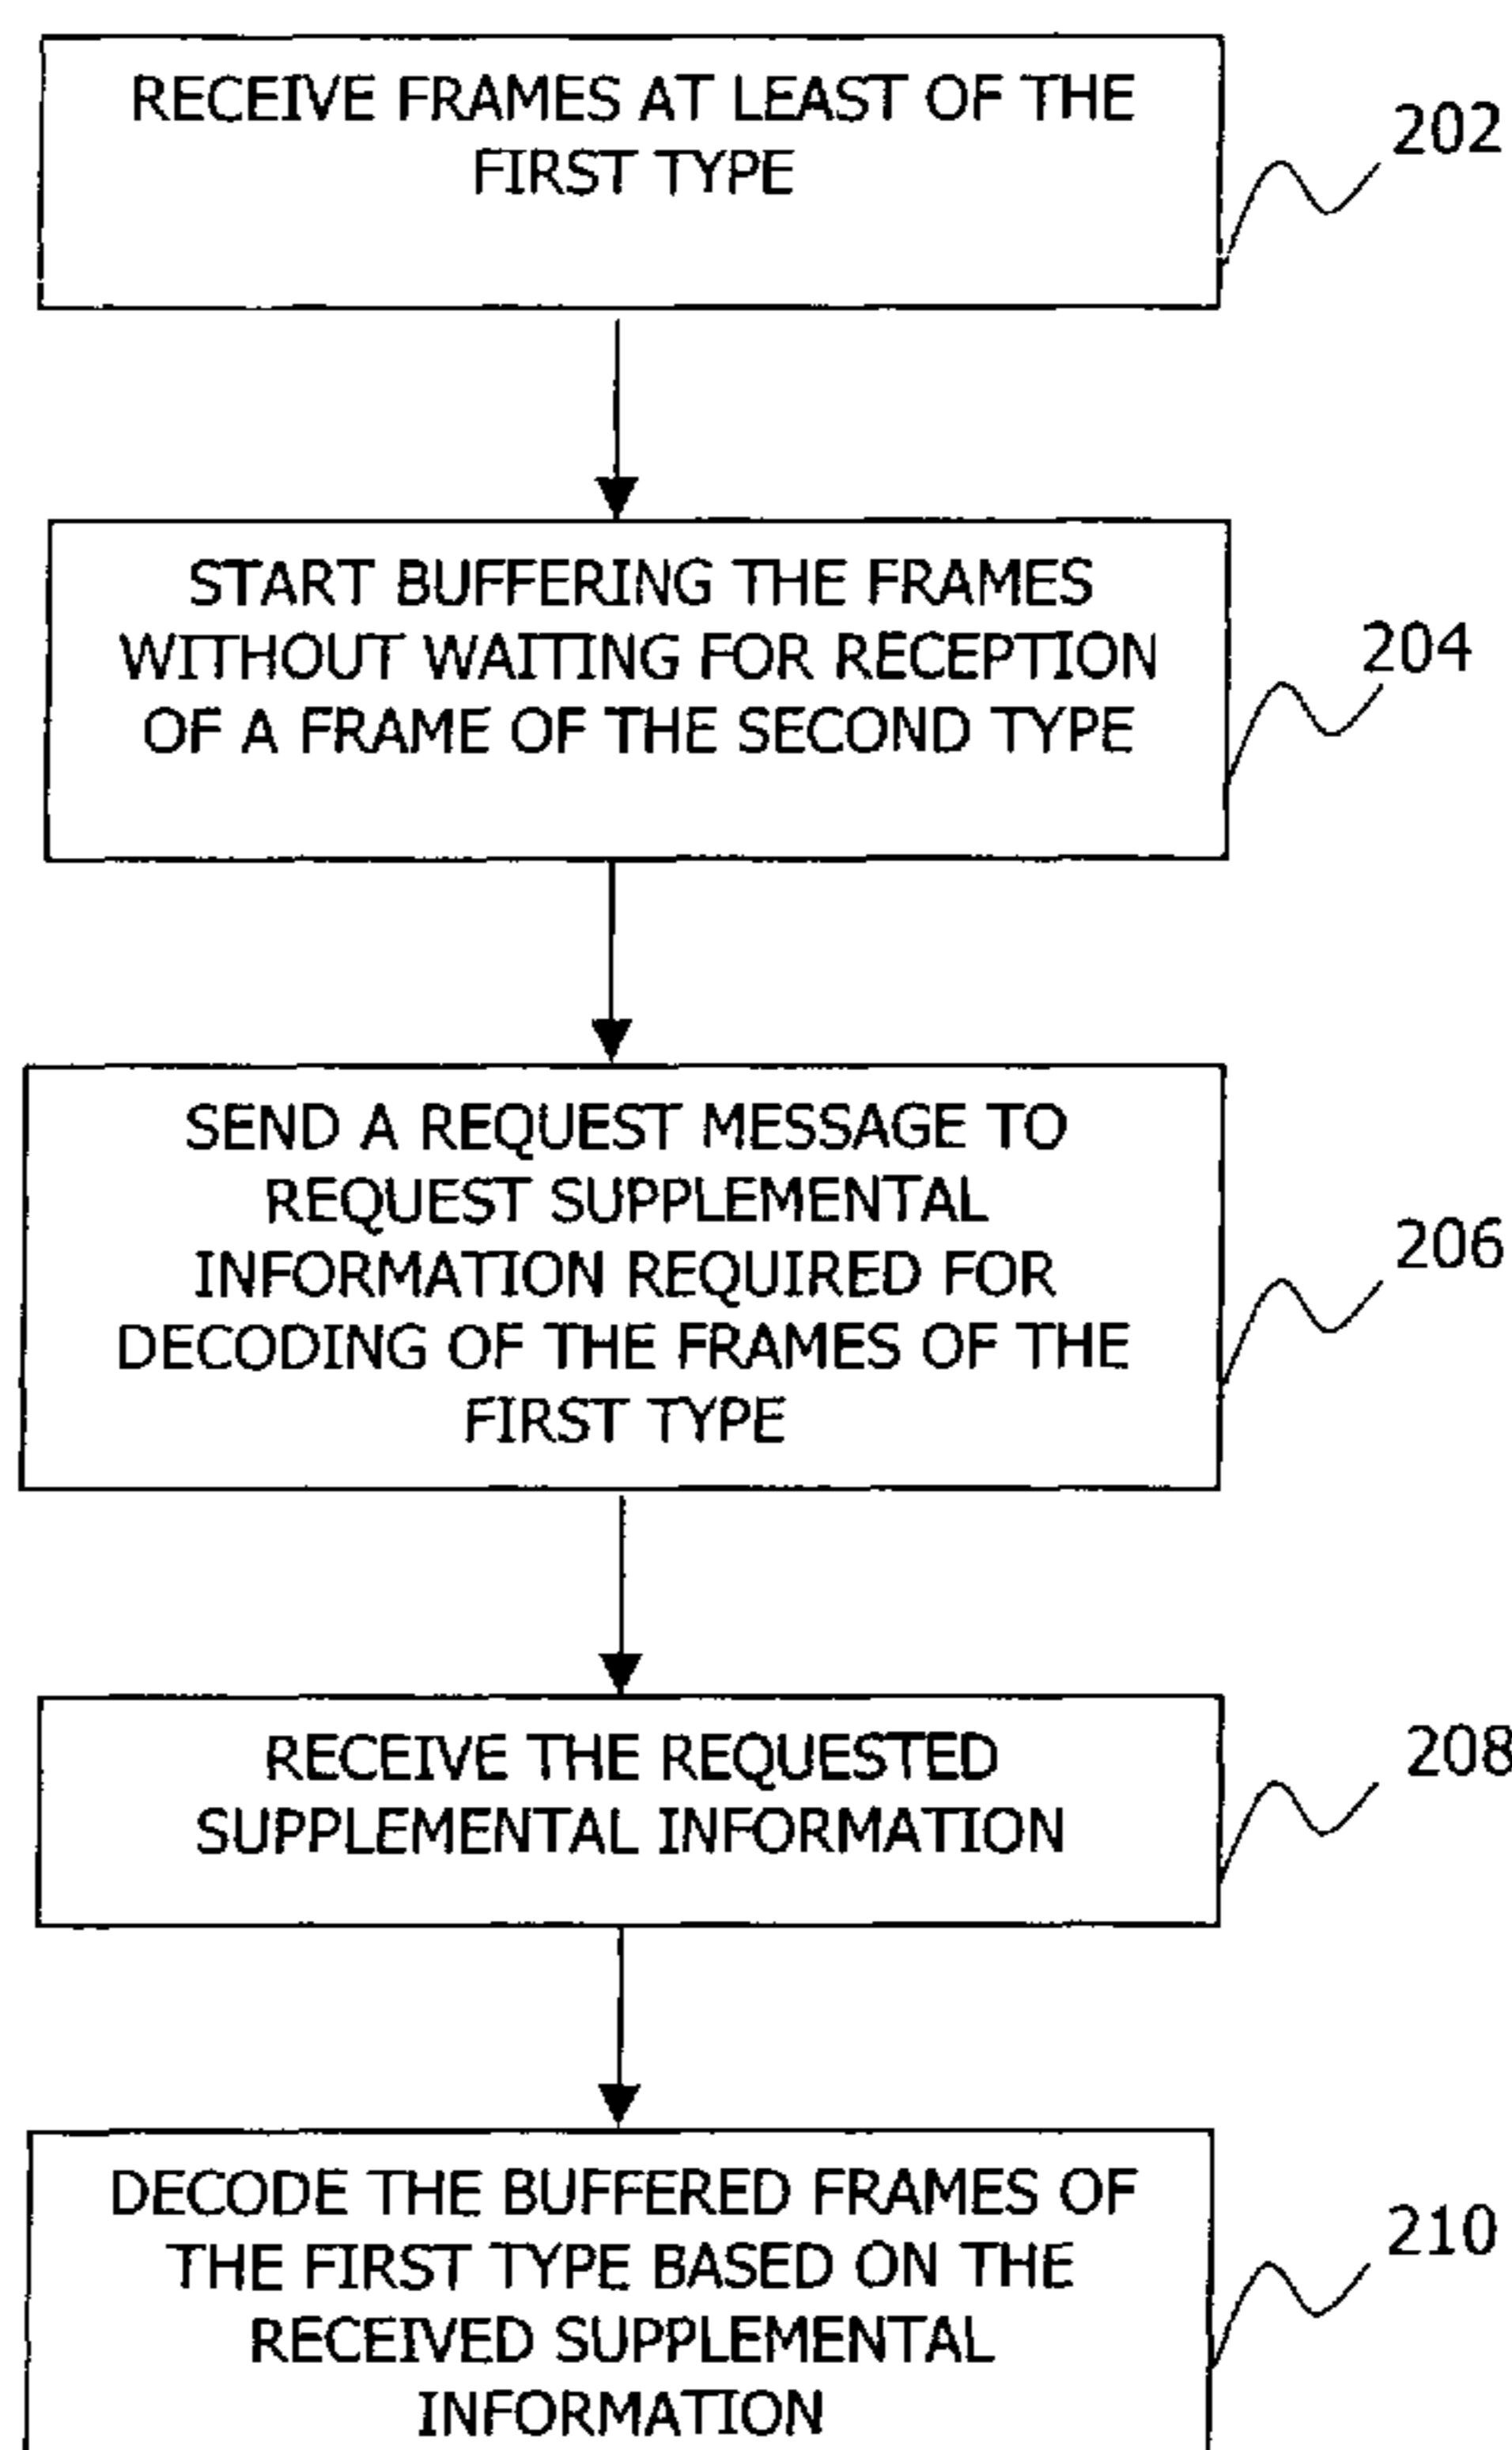 RECEIVE FRAMES AT LEAST OF THE
FIRST TYPE
202
START BUFFERING THE FRAMES
WITHOUT WAITING FOR RECEPTION
OF A FRAME OF THE SECOND TYPE
204
SEND A REQUEST MESSAGE TO
REQUEST SUPPLEMENTAL
INFORMATION REQUIRED FOR
DECODING OF THE FRAMES OF THE
FIRST TYPE
206
RECEIVE THE REQUESTED
SUPPLEMENTAL INFORMATION
208
DECODE THE BUFFERED FRAMES OF
THE FIRST TYPE BASED ON THE
RECEIVED SUPPLEMENTAL
INFORMATION
210